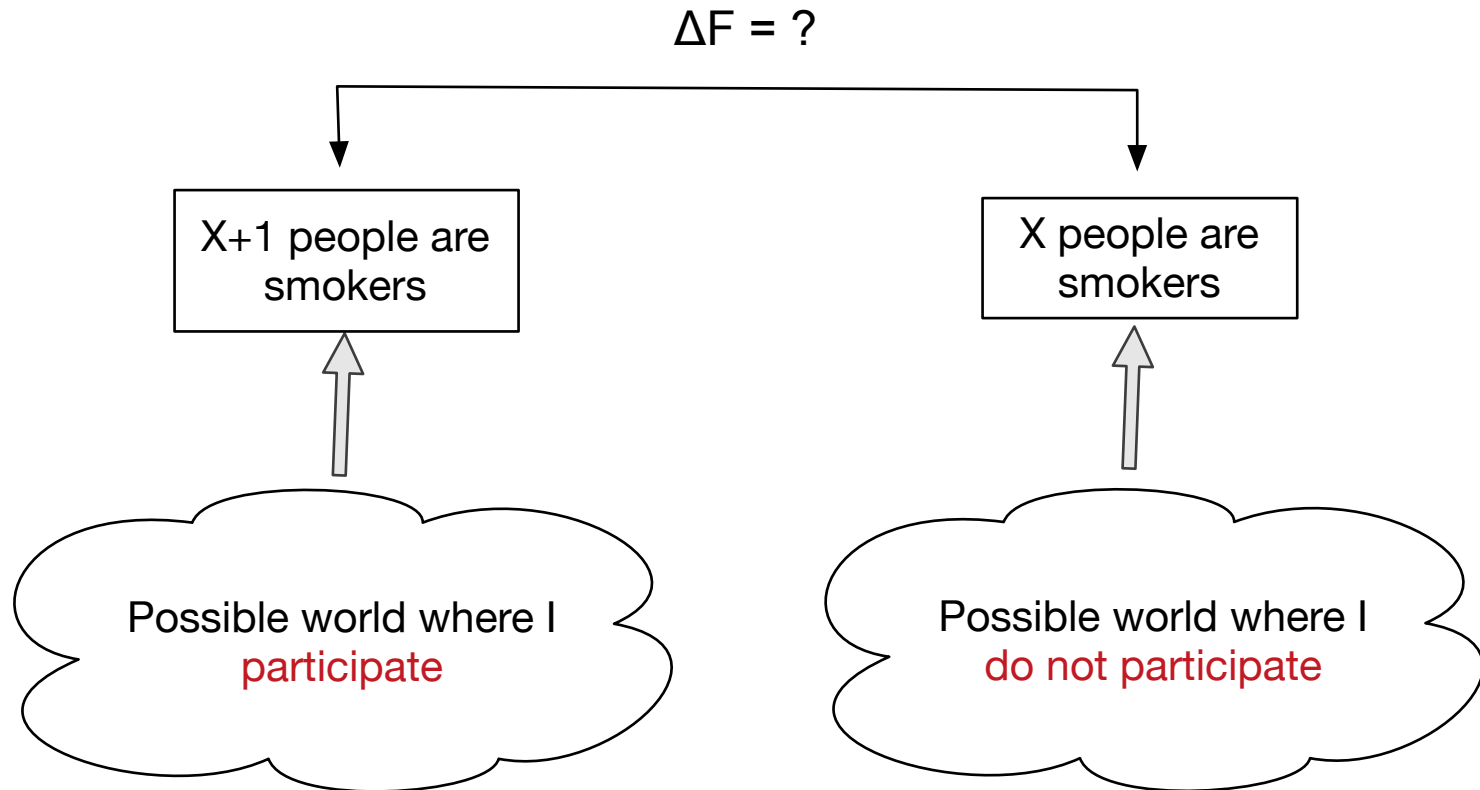 ΔF = ?
X+1 people are
smokers
X people are
smokers
Possible world where I
participate
Possible world where I
do not participate